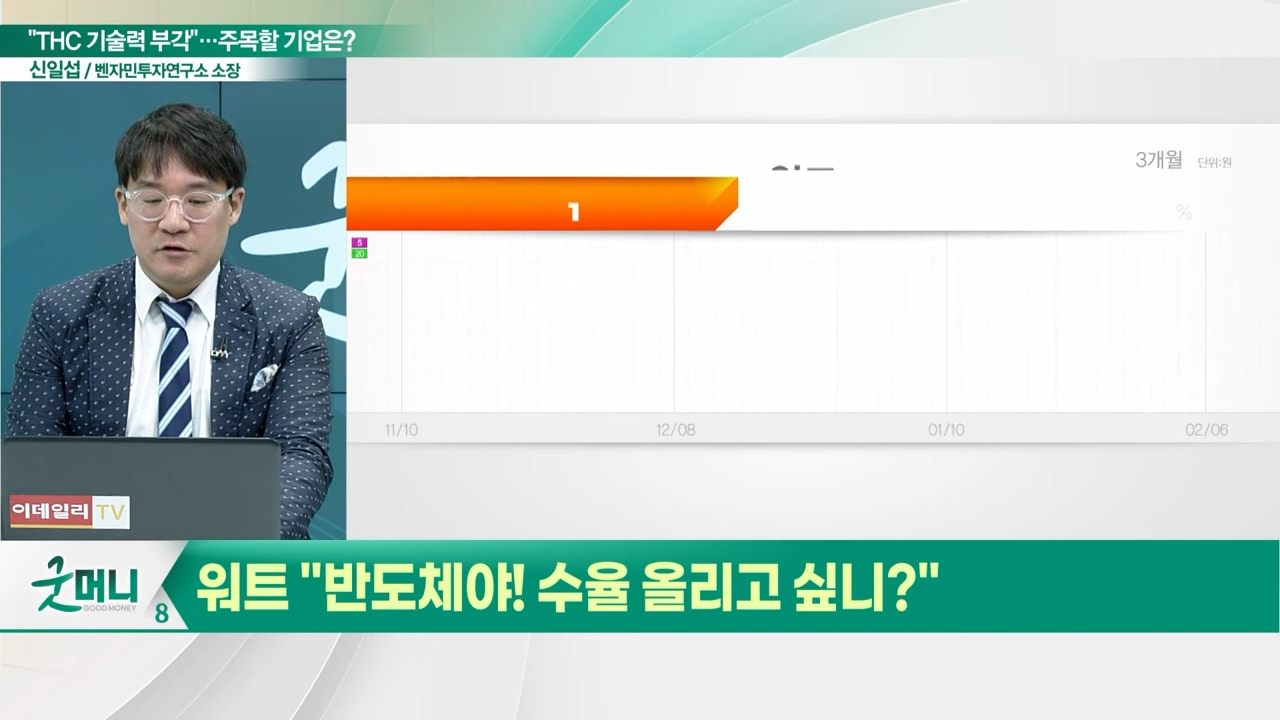 "THC 기술력 부각"…주목할 기업은?
신일섭 / 벤자민투자연구소 소장
3개월 단위:원
1
%
5
20
11/10 12/08 01/10 02/06
이데일리 TV
굿머니
GOOD MONEY
8
워트 "반도체야! 수율 올리고 싶니?"